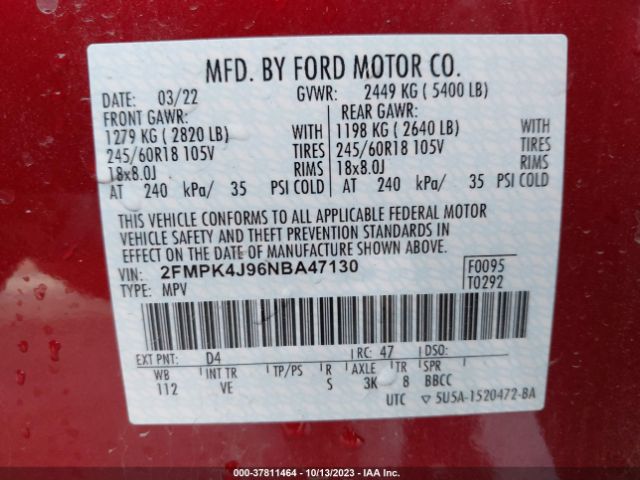 MFD. BY FORD MOTOR CO.
DATE: 03/22 GVWR: 2449 KG ( 5400 LB)
FRONT GAWR: REAR GAWR:
1279 KG ( 2820 LB) WITH 1198 KG ( 2640 LB) WITH
245/60R18 105V TIRES 245/60R18 105V TIRES
18x8.0J RIMS 18x8.0J RIMS
AT 240 kPa/ 35 PSI COLD AT 240 kPa/ 35 PSI COLD
THIS VEHICLE CONFORMS TO ALL APPLICABLE FEDERAL MOTOR
VEHICLE SAFETY AND THEFT PREVENTION STANDARDS IN
EFFECT ON THE DATE OF MANUFACTURE SHOWN ABOVE.
VIN: 2FMPK4J96NBA47130 F0095
TYPE: MPV T0292
EXT PNT: D4 RC: 47 DSO:
WB INT TR TP/PS R AXLE TR SPR
112 VE S 3K 8 BBCC
UTC ▽ 5U5A-1520472-BA
© - 37811464 - 10/13/2023 - IAA Inc.